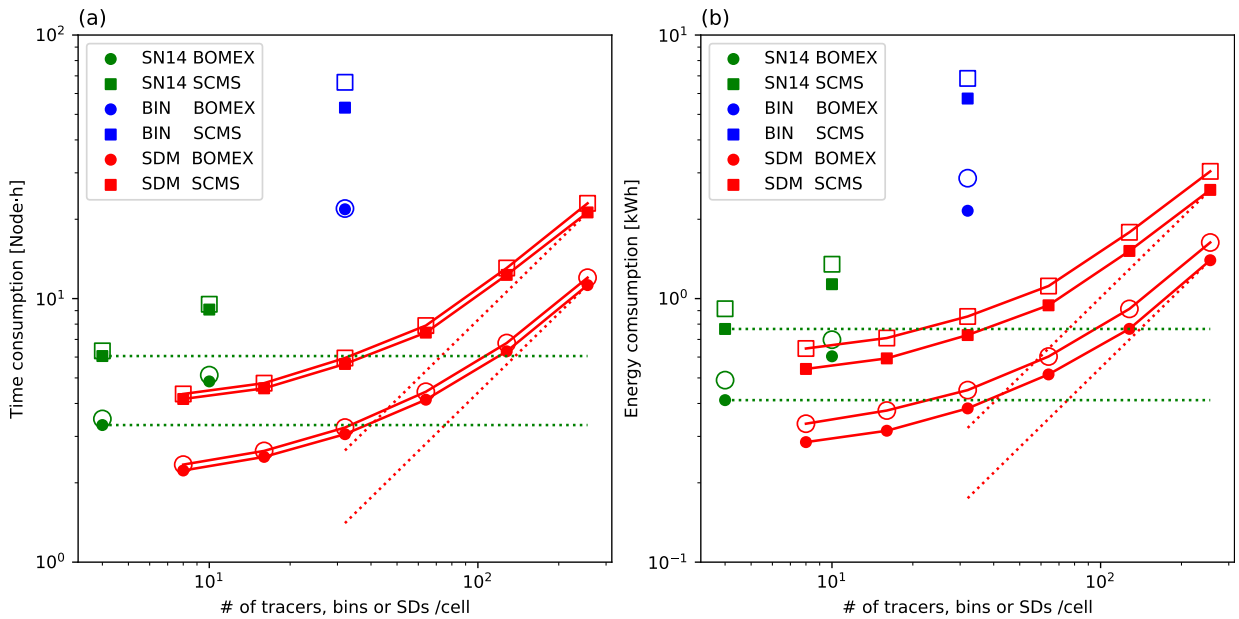 (a)
10²
SN14 BOMEX
SN14 SCMS
BIN BOMEX
BIN SCMS
SDM BOMEX
SDM SCMS
Time consumption [Node·h]
10¹
10⁰
10¹
10²
# of tracers, bins or SDs /cell
(b)
10¹
SN14 BOMEX
SN14 SCMS
BIN BOMEX
BIN SCMS
SDM BOMEX
SDM SCMS
Energy comsumption [kWh]
10⁰
10⁻¹
10¹
10²
# of tracers, bins or SDs /cell